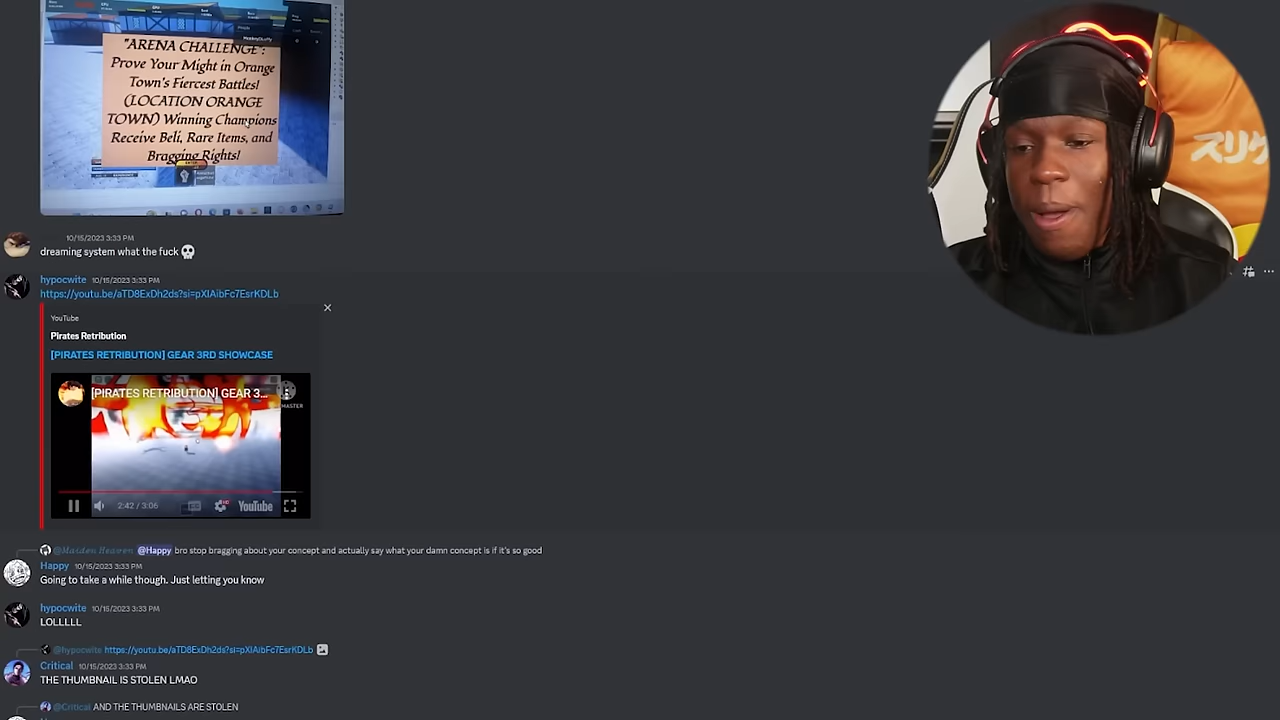 "ARENA CHALLENGE":
Prove Your Might in Orange
Town's Fiercest Battles!
(LOCATION ORANGE
TOWN) Winning Champions
Receive Beli, Rare Items, and
Bragging Rights!
10/15/2023 3:33 PM
dreaming system what the fuck 💀
hypocwite 10/15/2023 3:33 PM
https://youtu.be/aTD8ExDh2ds?si=pXIAibFc7EsrKDLb
YouTube
Pirates Retribution
[PIRATES RETRIBUTION] GEAR 3RD SHOWCASE
[PIRATES RETRIBUTION] GEAR 3...
MASTER
2:42 / 3:06
YouTube
@Maiden Heaven @Happy bro stop bragging about your concept and actually say what your damn concept is if it's so good
Happy 10/15/2023 3:33 PM
Going to take a while though. Just letting you know
hypocwite 10/15/2023 3:33 PM
LOLLLLL
@hypocwite https://youtu.be/aTD8ExDh2ds?si=pXIAibFc7EsrKDLb
Critical 10/15/2023 3:33 PM
THE THUMBNAIL IS STOLEN LMAO
@Critical AND THE THUMBNAILS ARE STOLEN
スリ